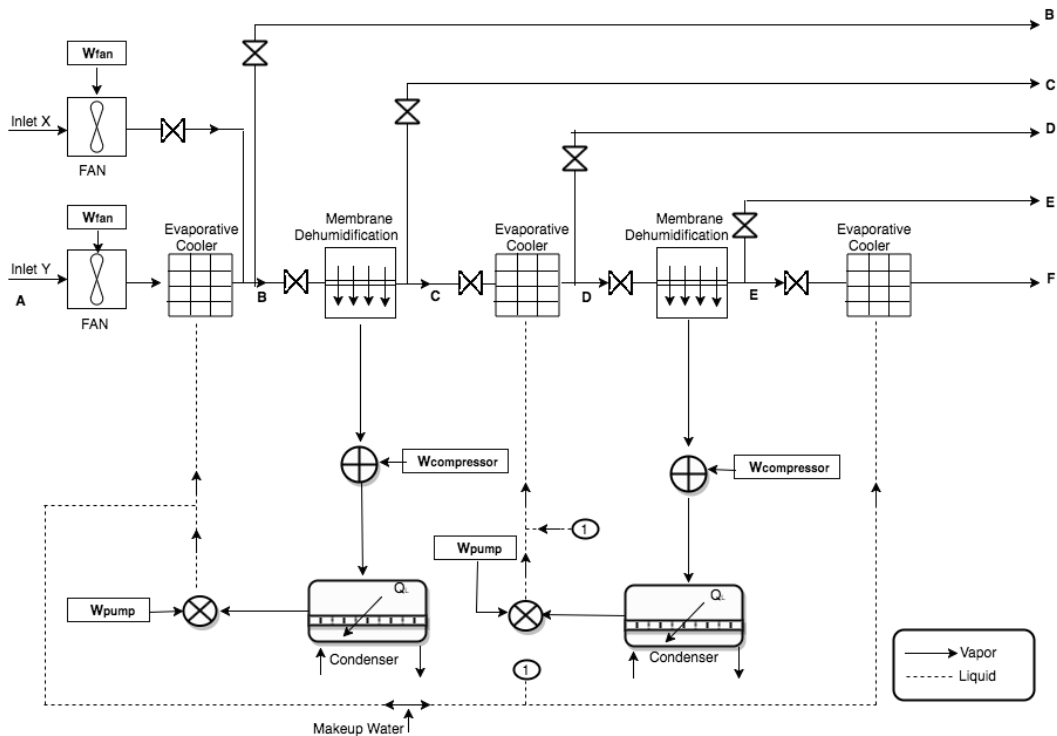 B
Wfan
C
Inlet X
D
FAN
Wfan
Evaporative
Cooler
Membrane
Dehumidification
Evaporative
Cooler
Membrane
Dehumidification
E
Evaporative
Cooler
Inlet Y
F
A
B
C
D
E
FAN
Wcompressor
Wcompressor
1
Wpump
QL
QL
Wpump
Condenser
Condenser
1
Vapor
Liquid
Makeup Water